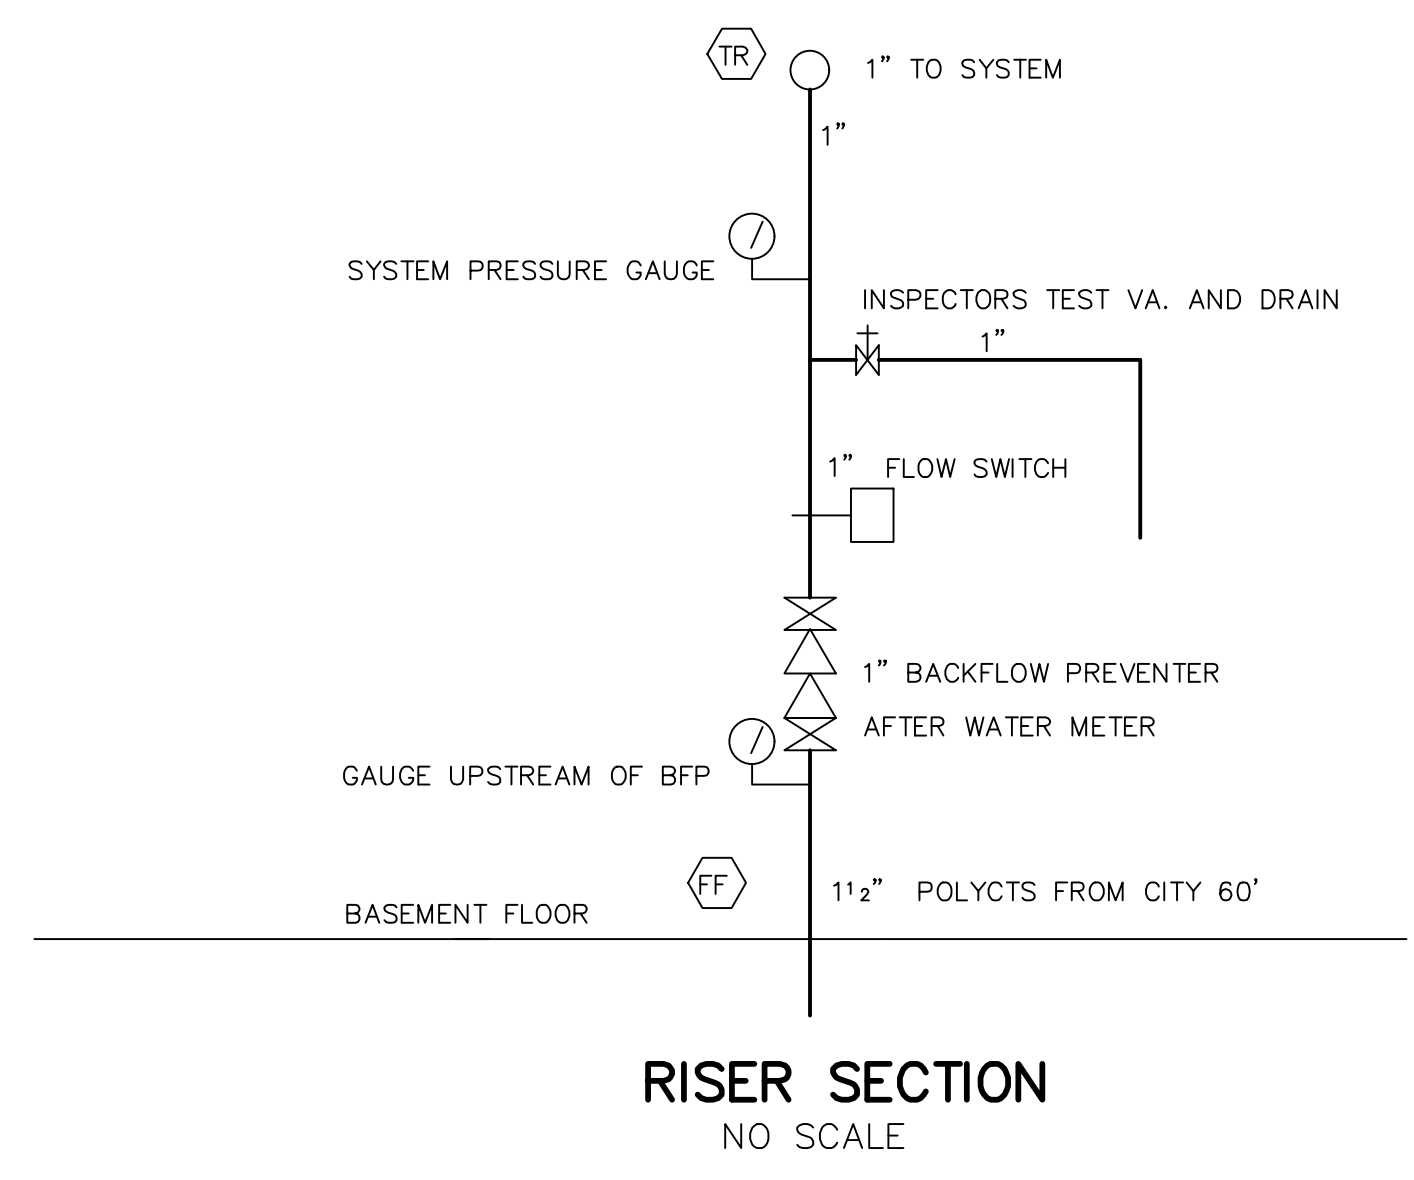 TR
1" TO SYSTEM
1"
SYSTEM PRESSURE GAUGE
INSPECTORS TEST VA. AND DRAIN
1"
1" FLOW SWITCH
1" BACKFLOW PREVENTER
AFTER WATER METER
GAUGE UPSTREAM OF BFP
FF
1 1 2" POLYCTS FROM CITY 60'
BASEMENT FLOOR
RISER SECTION
NO SCALE